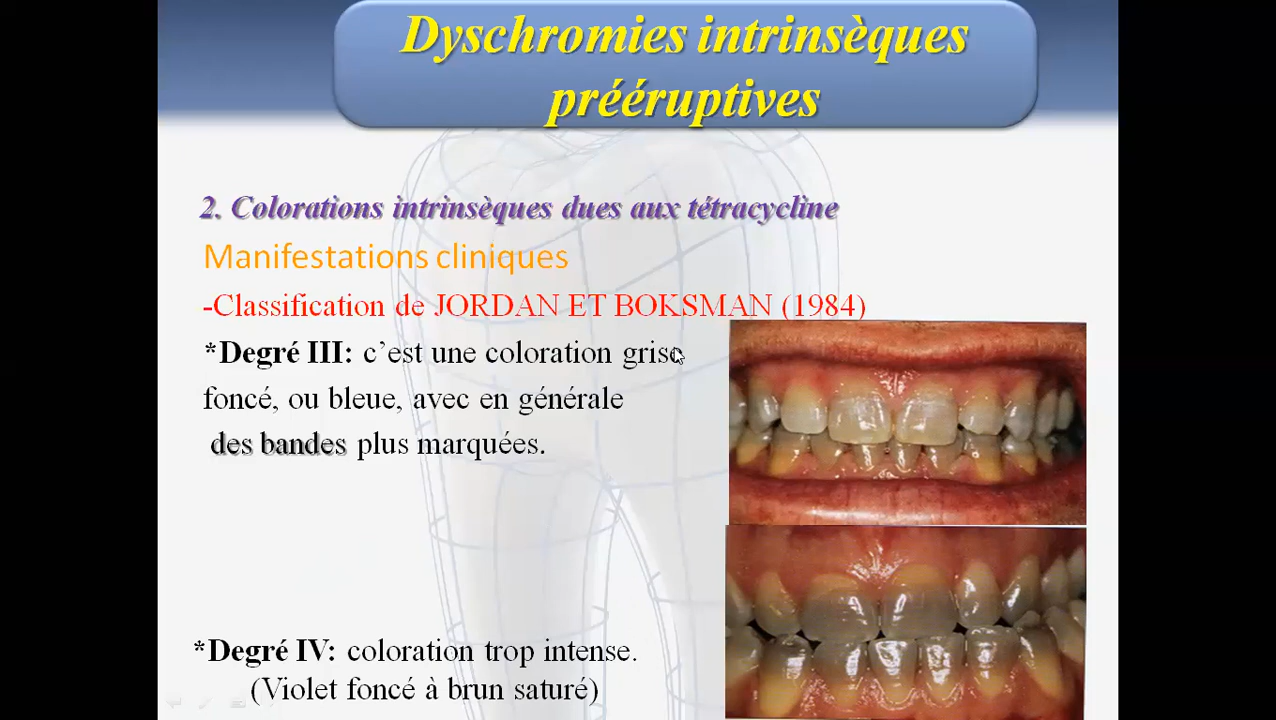 Dyschromies intrinsèques
prééruptives
2. Colorations intrinsèques dues aux tétracycline
Manifestations cliniques
-Classification de JORDAN ET BOKSMAN (1984)
*Degré III: c’est une coloration grise
foncé, ou bleue, avec en générale
des bandes plus marquées.
*Degré IV: coloration trop intense.
(Violet foncé à brun saturé)